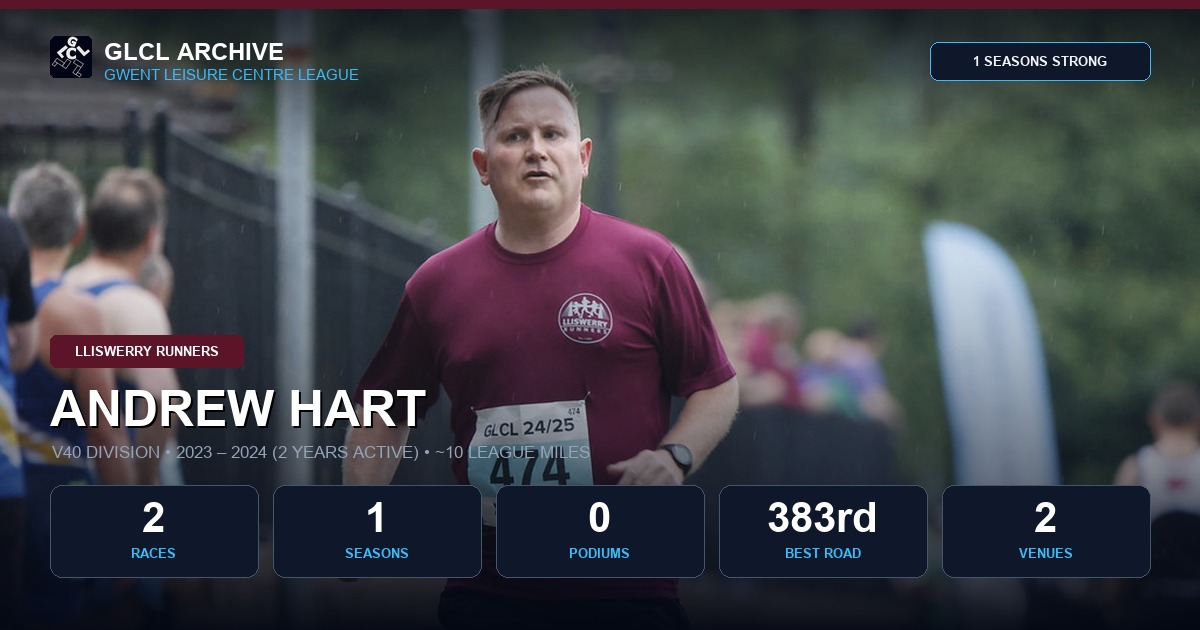 GLCL ARCHIVE
GWENT LEISURE CENTRE LEAGUE
1 SEASONS STRONG
LLISWERRY
RUNNERS
LLISWERRY RUNNERS
ANDREW HART
474
GLCL 24/25
474
V40 DIVISION • 2023 – 2024 (2 YEARS ACTIVE) • ~10 LEAGUE MILES
2
RACES
1
SEASONS
0
PODIUMS
383rd
BEST ROAD
2
VENUES